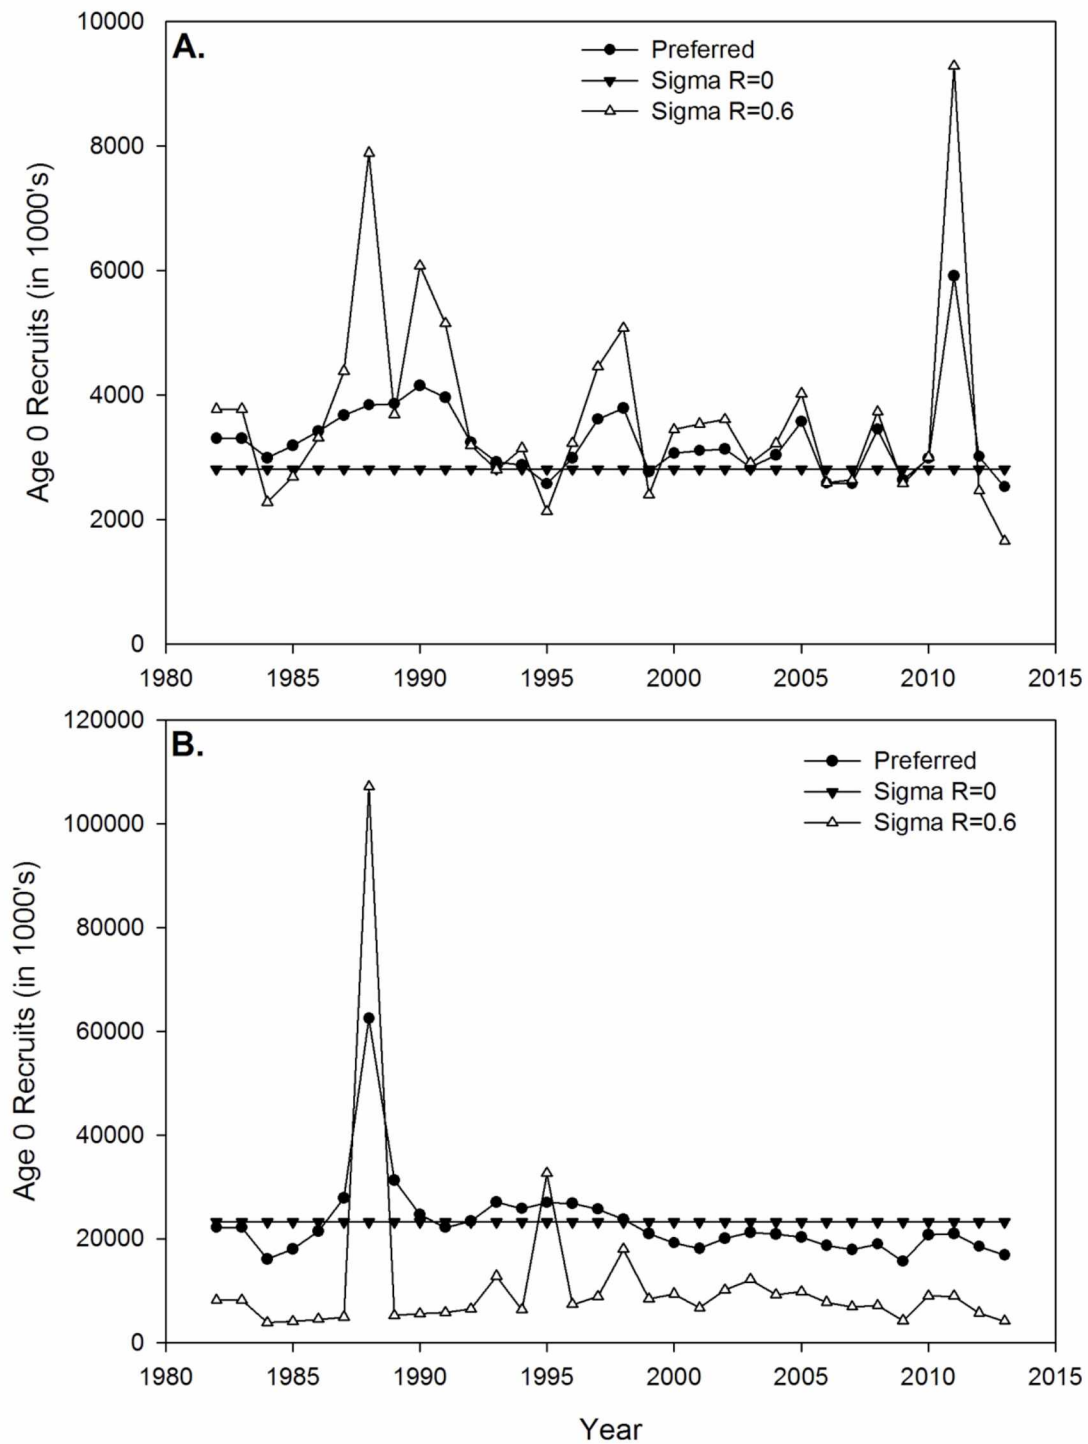 10000
A.
Preferred
Sigma R=0
Sigma R=0.6
8000
6000
4000
2000
0
Age 0 Recruits (in 1000's)
1980 1985 1990 1995 2000 2005 2010 2015
120000
B.
Preferred
Sigma R=0
Sigma R=0.6
100000
80000
60000
40000
20000
0
Age 0 Recruits (in 1000's)
1980 1985 1990 1995 2000 2005 2010 2015
Year